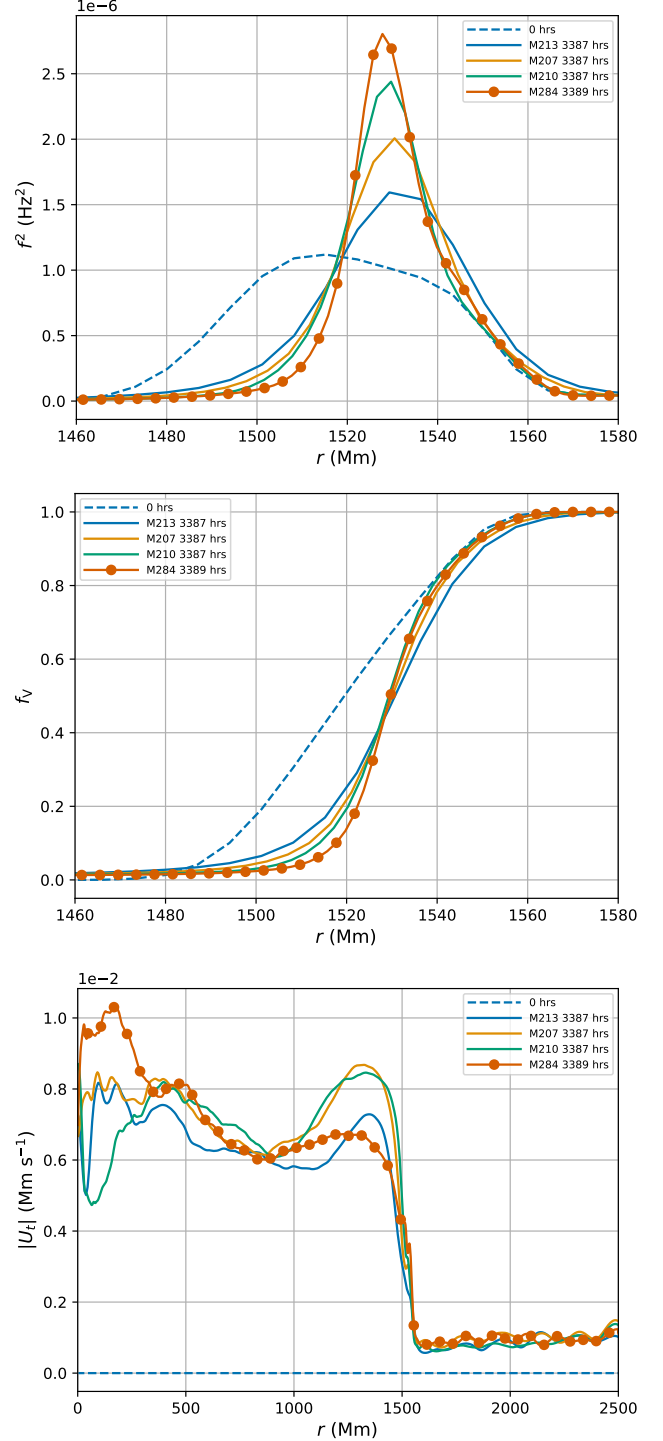 1e−6
f² (Hz²)
2.5
2.0
1.5
1.0
0.5
0.0
0 hrs
M213 3387 hrs
M207 3387 hrs
M210 3387 hrs
M284 3389 hrs
1460 1480 1500 1520 1540 1560 1580
r (Mm)
f_V
1.0
0.8
0.6
0.4
0.2
0.0
0 hrs
M213 3387 hrs
M207 3387 hrs
M210 3387 hrs
M284 3389 hrs
1460 1480 1500 1520 1540 1560 1580
r (Mm)
1e−2
|U_t| (Mm s⁻¹)
1.0
0.8
0.6
0.4
0.2
0.0
0 hrs
M213 3387 hrs
M207 3387 hrs
M210 3387 hrs
M284 3389 hrs
0 500 1000 1500 2000 2500
r (Mm)